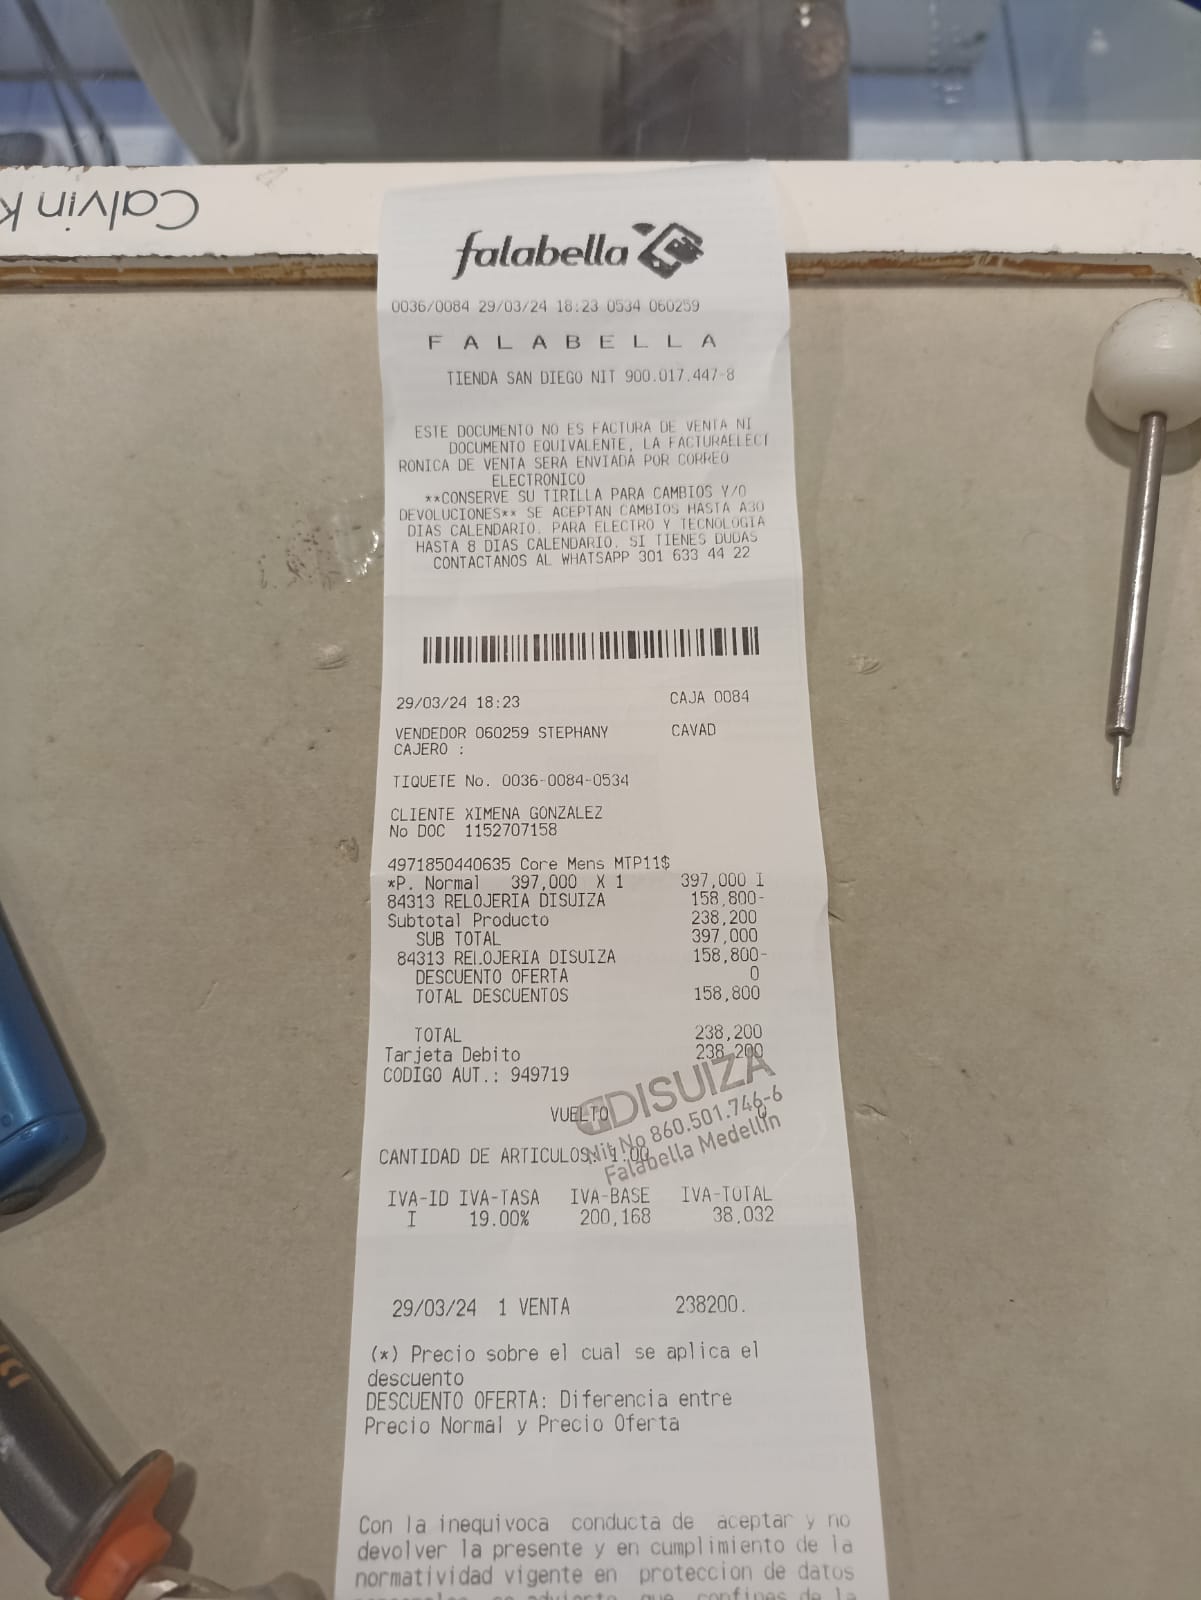 Calvin K
falabella
0036/0084 29/03/24 18:23 0534 060259
F A L A B E L L A
TIENDA SAN DIEGO NIT 900.017.447-8
ESTE DOCUMENTO NO ES FACTURA DE VENTA NI
DOCUMENTO EQUIVALENTE, LA FACTURAELECT
RONICA DE VENTA SERA ENVIADA POR CORREO
ELECTRONICO
**CONSERVE SU TIRILLA PARA CAMBIOS Y/O
DEVOLUCIONES** SE ACEPTAN CAMBIOS HASTA A30
DIAS CALENDARIO. PARA ELECTRO Y TECNOLOGIA
HASTA 8 DIAS CALENDARIO. SI TIENES DUDAS
CONTACTANOS AL WHATSAPP 301 633 44 22
29/03/24 18:23 CAJA 0084
VENDEDOR 060259 STEPHANY CAVAD
CAJERO :
TIQUETE No. 0036-0084-0534
CLIENTE XIMENA GONZALEZ
No DOC 1152707158
4971850440635 Core Mens MTP11$
*P. Normal 397,000 X 1 397,000 I
84313 RELOJERIA DISUIZA 158,800-
Subtotal Producto 238,200
SUB TOTAL 397,000
84313 RELOJERIA DISUIZA 158,800-
DESCUENTO OFERTA 0
TOTAL DESCUENTOS 158,800
TOTAL 238,200
Tarjeta Debito 238,200
CODIGO AUT.: 949719
DISUIZA
VUELTO 0
Nit No 860.501.746-6
Falabella Medellín
CANTIDAD DE ARTICULOS: 1.00
IVA-ID IVA-TASA IVA-BASE IVA-TOTAL
I 19.00% 200,168 38,032
29/03/24 1 VENTA 238200.
(*) Precio sobre el cual se aplica el
descuento
DESCUENTO OFERTA: Diferencia entre
Precio Normal y Precio Oferta
Con la inequivoca conducta de aceptar y no
devolver la presente y en cumplimiento de la
normatividad vigente en proteccion de datos